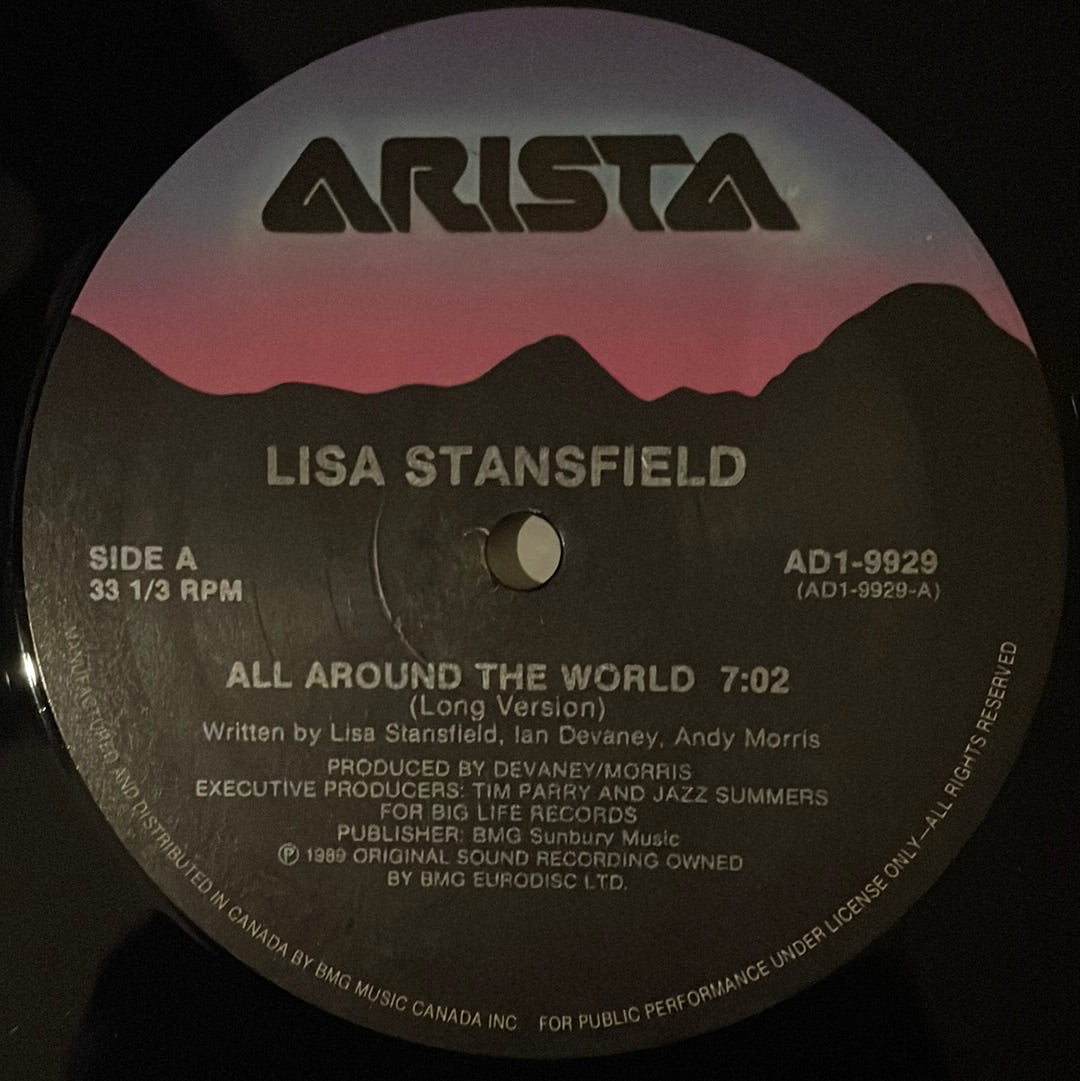 ARISTA
LISA STANSFIELD
SIDE A
33 1/3 RPM
AD1-9929
(AD1-9929-A)
ALL AROUND THE WORLD 7:02
(Long Version)
Written by Lisa Stansfield, Ian Devaney, Andy Morris
PRODUCED BY DEVANEY/MORRIS
EXECUTIVE PRODUCERS: TIM PARRY AND JAZZ SUMMERS
FOR BIG LIFE RECORDS
PUBLISHER: BMG Sunbury Music
℗ 1989 ORIGINAL SOUND RECORDING OWNED
BY BMG EURODISC LTD.
MANUFACTURED AND DISTRIBUTED IN CANADA BY BMG MUSIC CANADA INC FOR PUBLIC PERFORMANCE UNDER LICENSE ONLY—ALL RIGHTS RESERVED